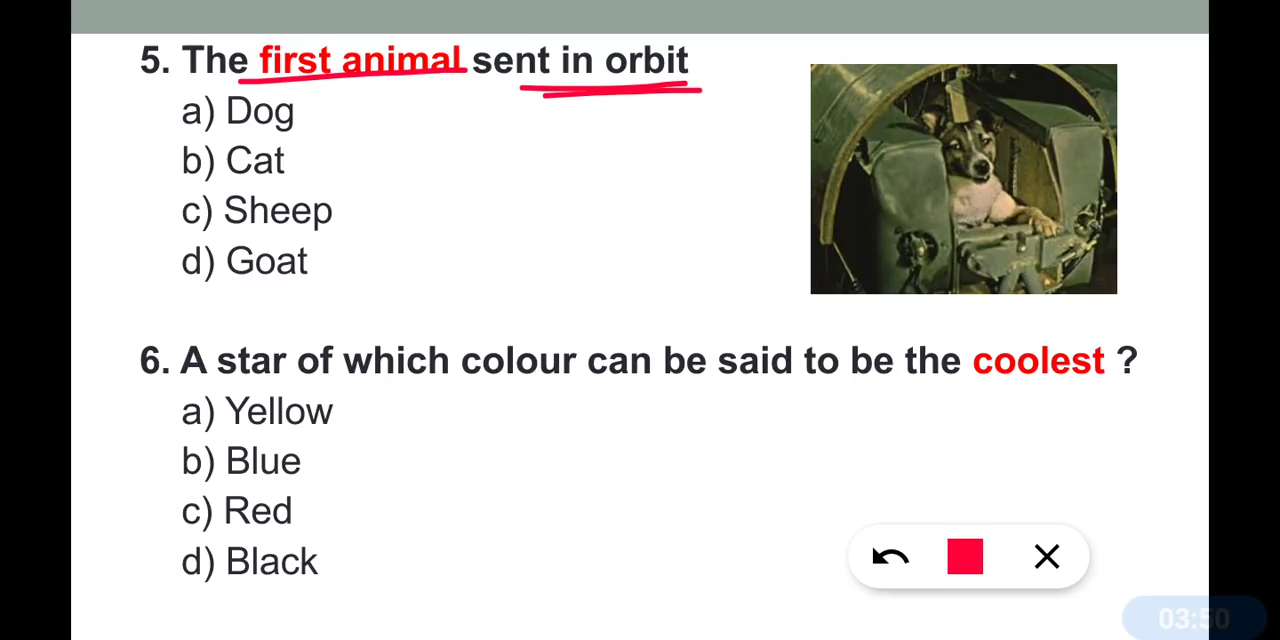 5. The first animal sent in orbit
a) Dog
b) Cat
c) Sheep
d) Goat
6. A star of which colour can be said to be the coolest ?
a) Yellow
b) Blue
c) Red
d) Black
03:50